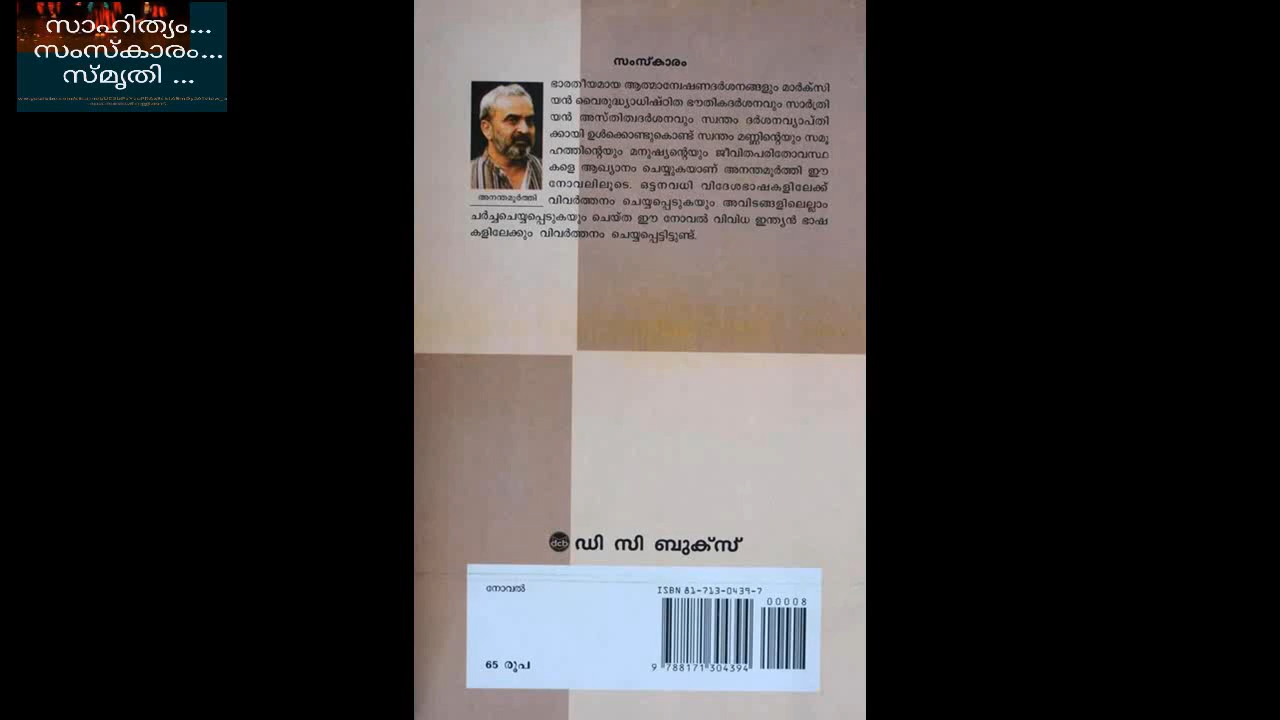 സാഹിത്യം...
സംസ്കാരം...
സ്മൃതി ...
സംസ്കാരം
ഭാരതീയമായ ആത്മാന്വേഷണദർശനങ്ങളും മാർക്സി
യൻ വൈരുദ്ധ്യാധിഷ്ഠിത ഭൗതികദർശനവും സാർത്രി
യൻ അസ്തിത്വദർശനവും സ്വന്തം ദർശനവ്യാപ്തി
ക്കായി ഉൾക്കൊണ്ടുകൊണ്ട് സ്വന്തം മണ്ണിന്റെയും സമൂ
ഹത്തിന്റെയും മനുഷ്യന്റെയും ജീവിതപരിതോവസ്ഥ
കളെ ആഖ്യാനം ചെയ്യുകയാണ് അനന്തമൂർത്തി ഈ
നോവലിലൂടെ. ഒട്ടനവധി വിദേശഭാഷകളിലേക്ക്
വിവർത്തനം ചെയ്യപ്പെടുകയും അവിടങ്ങളിലെല്ലാം
ചർച്ചചെയ്യപ്പെടുകയും ചെയ്ത ഈ നോവൽ വിവിധ ഇന്ത്യൻ ഭാഷ
കളിലേക്കും വിവർത്തനം ചെയ്യപ്പെട്ടിട്ടുണ്ട്.
അനന്തമൂർത്തി
dcb ഡി സി ബുക്സ്
നോവൽ
ISBN 81-713-0439-7
00008
9 788171 304394
65 രൂപ